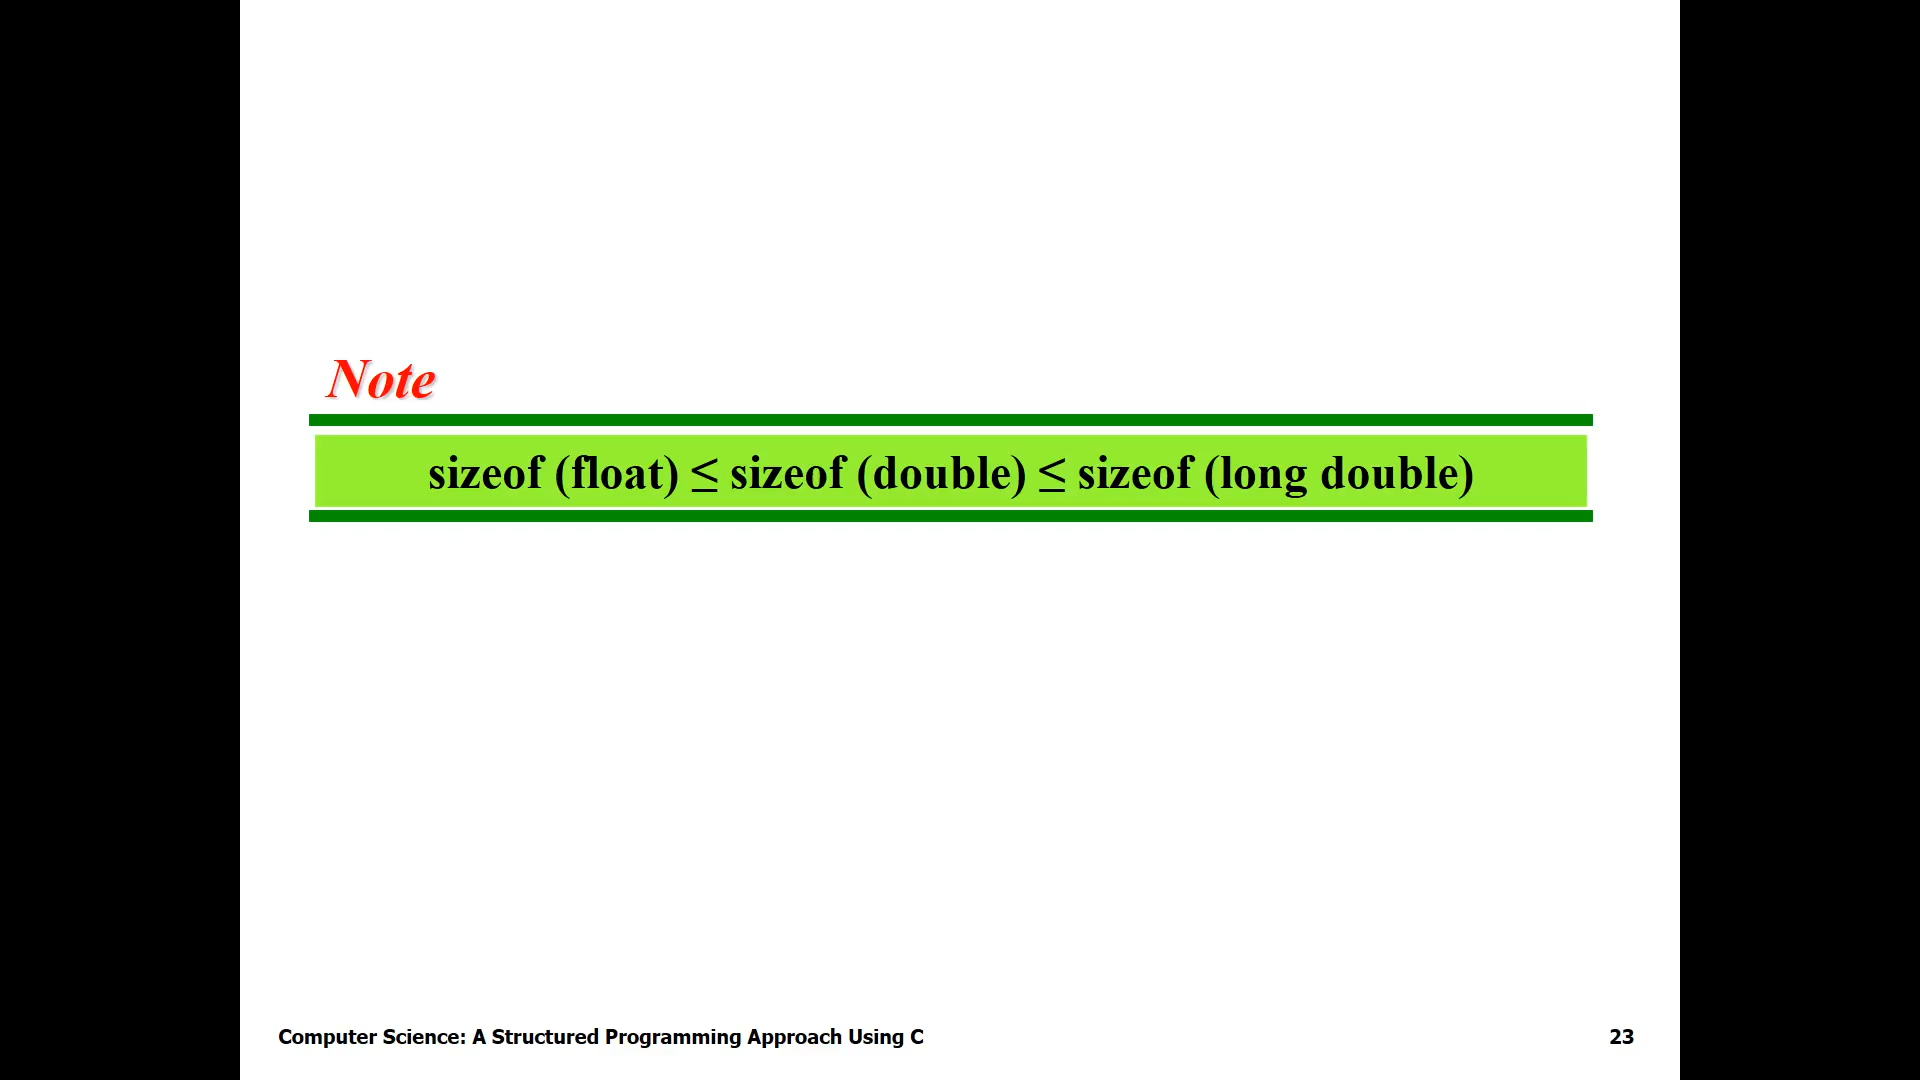 Note
sizeof (float) ≤ sizeof (double) ≤ sizeof (long double)
Computer Science: A Structured Programming Approach Using C 23